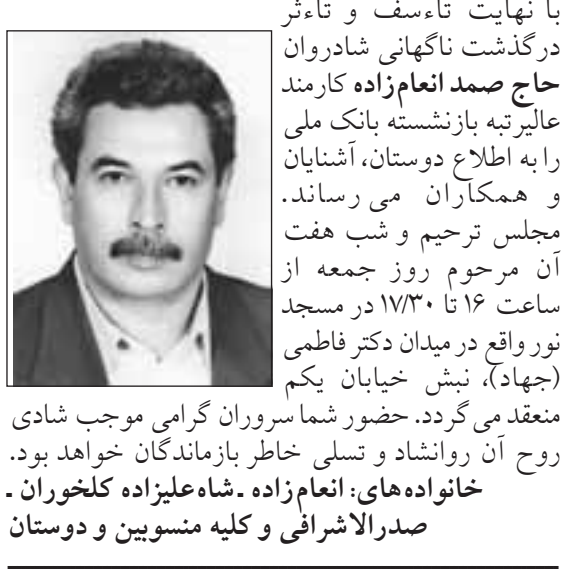 با نهایت تاءسف و تاءثر
درگذشت ناگهانی شادروان
حاج صمد انعام‌زاده کارمند
عالیرتبه بازنشسته بانک ملی
را به اطلاع دوستان، آشنایان
و همکاران می رساند.
مجلس ترحیم و شب هفت
آن مرحوم روز جمعه از
ساعت ۱۶ تا ۱۷/۳۰ در مسجد
نور واقع در میدان دکتر فاطمی
(جهاد)، نبش خیابان یکم
منعقد می گردد. حضور شما سروران گرامی موجب شادی
روح آن روانشاد و تسلی خاطر بازماندگان خواهد بود.
خانواده‌های: انعام‌زاده ـ شاه‌علیزاده کلخوران ـ
صدرالاشرافی و کلیه منسوبین و دوستان